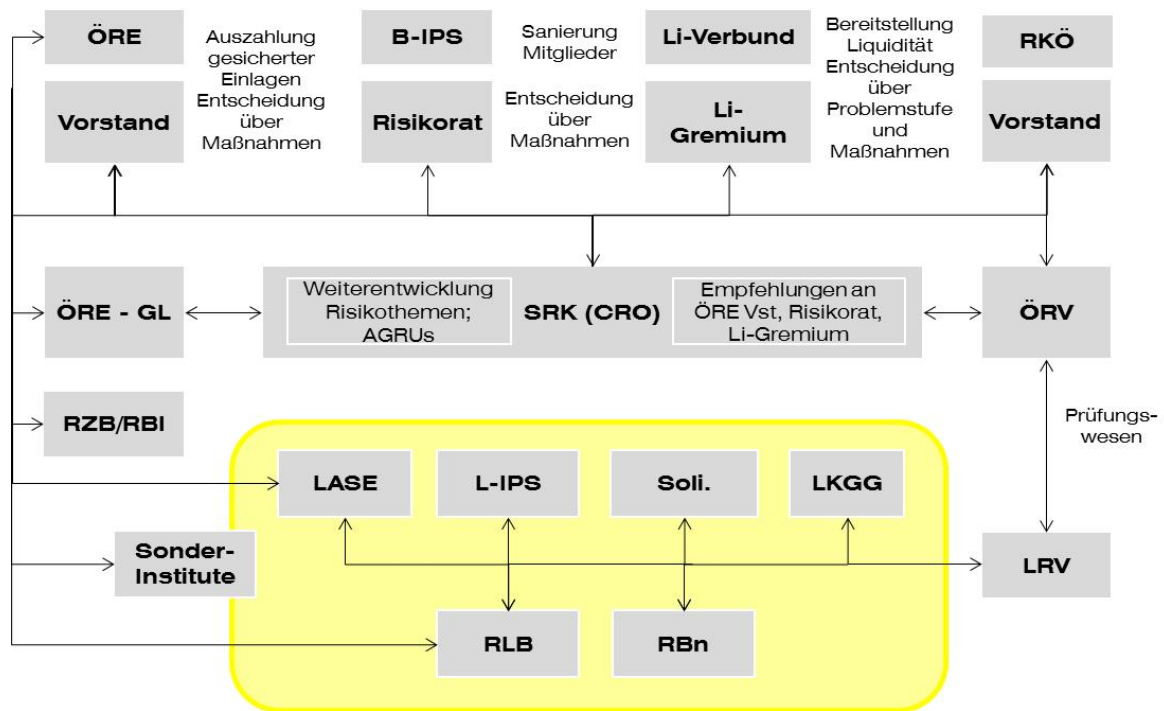 ÖRE
Auszahlung
gesicherter
Einlagen
Entscheidung
über
Maßnahmen
B-IPS
Sanierung
Mitglieder
Li-Verbund
Bereitstellung
Liquidität
Entscheidung
über
Problemstufe
und
Maßnahmen
RKÖ
Vorstand
Risikorat
Entscheidung
über
Maßnahmen
Li-
Gremium
Vorstand
ÖRE - GL
Weiterentwicklung
Risikothemen;
AGRUs
SRK (CRO)
Empfehlungen an
ÖRE Vst, Risikorat,
Li-Gremium
ÖRV
RZB/RBI
Prüfungs-
wesen
LASE
L-IPS
Soli.
LKGG
Sonder-
Institute
LRV
RLB
RBn